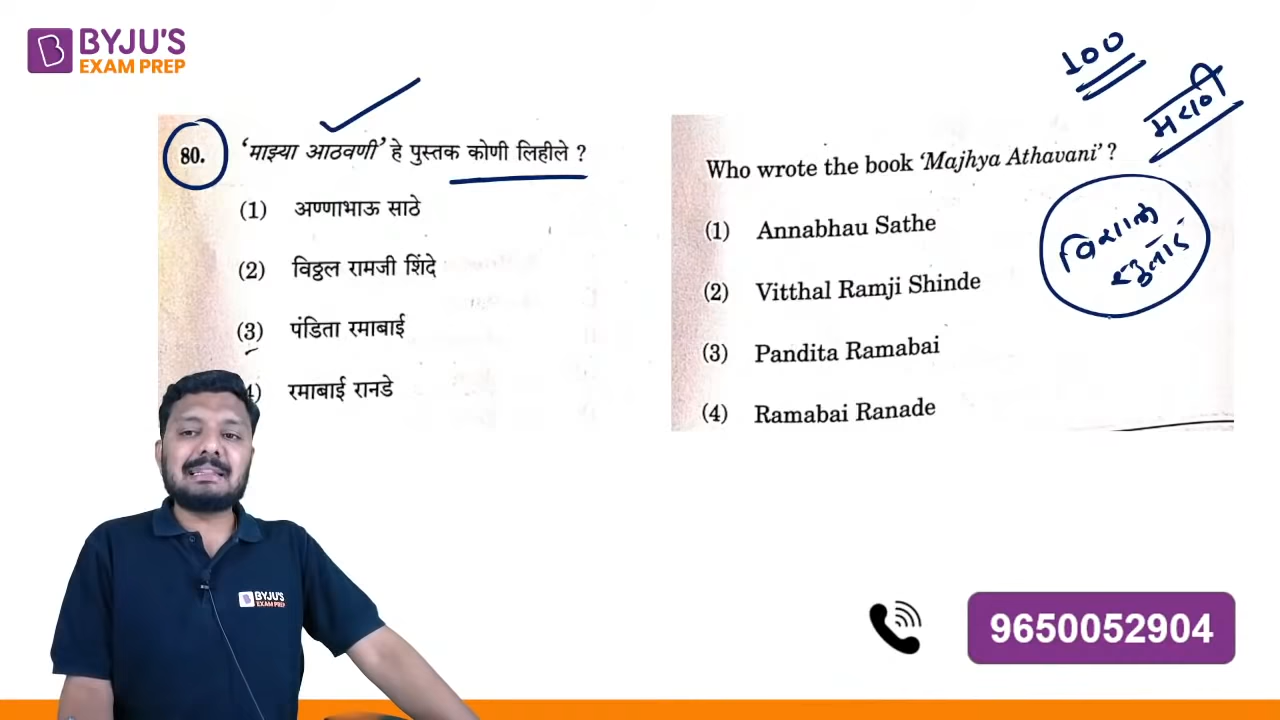 BYJU'S
EXAM PREP
80. 'माझ्या आठवणी' हे पुस्तक कोणी लिहीले ?
(1) अण्णाभाऊ साठे
(2) विठ्ठल रामजी शिंदे
(3) पंडिता रमाबाई
4) रमाबाई रानडे
100
मराठी
Who wrote the book 'Majhya Athavani' ?
(1) Annabhau Sathe
(2) Vitthal Ramji Shinde
(3) Pandita Ramabai
(4) Ramabai Ranade
विशाल
BYJU'S
EXAM PREP
9650052904